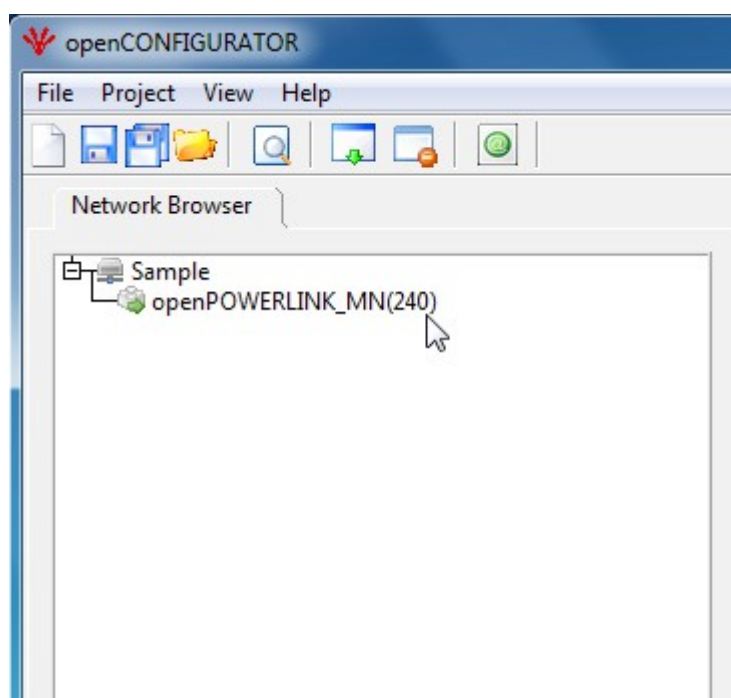 openCONFIGURATOR
File Project View Help
Network Browser
Sample
openPOWERLINK_MN(240)